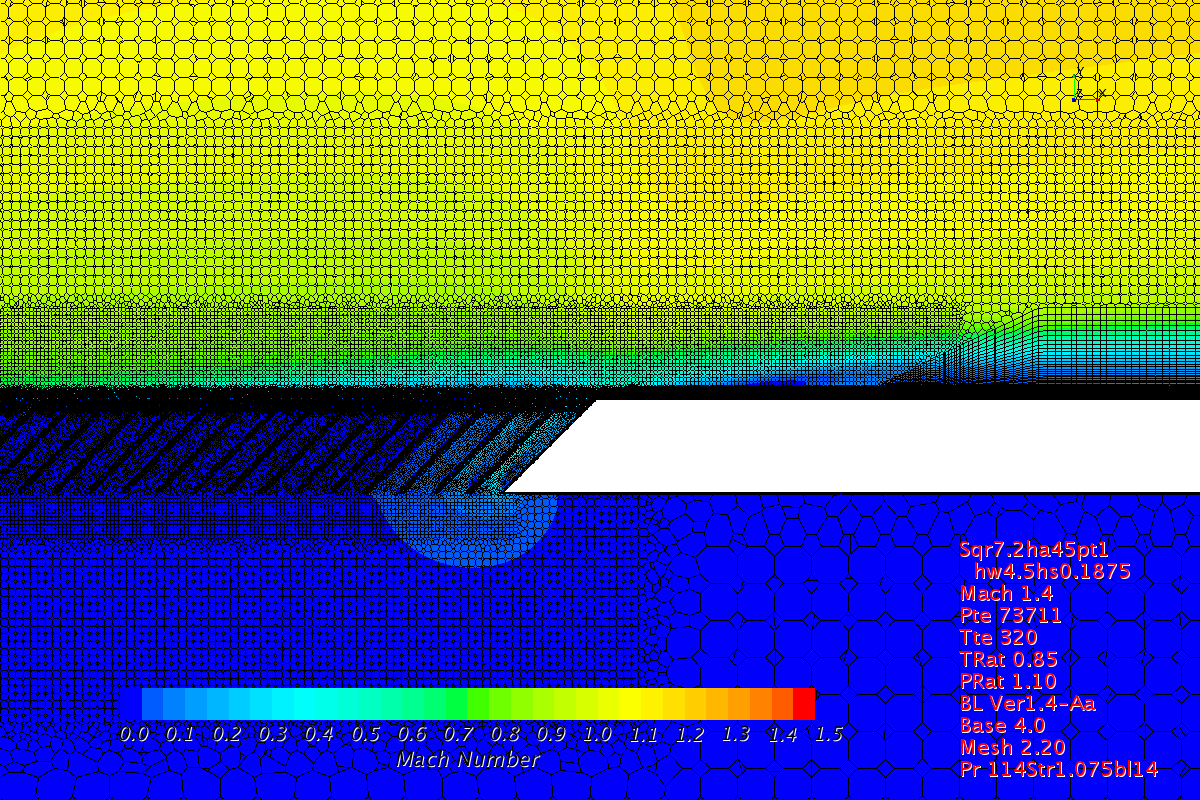 Y
Z X
Sqr7.2ha45pt1
hw4.5hs0.1875
Mach 1.4
Pte 73711
Tte 320
TRat 0.85
PRat 1.10
BL Ver1.4-Aa
Base 4.0
Mesh 2.20
Pr 114Str1.075bl14
0.0 0.1 0.2 0.3 0.4 0.5 0.6 0.7 0.8 0.9 1.0 1.1 1.2 1.3 1.4 1.5
Mach Number